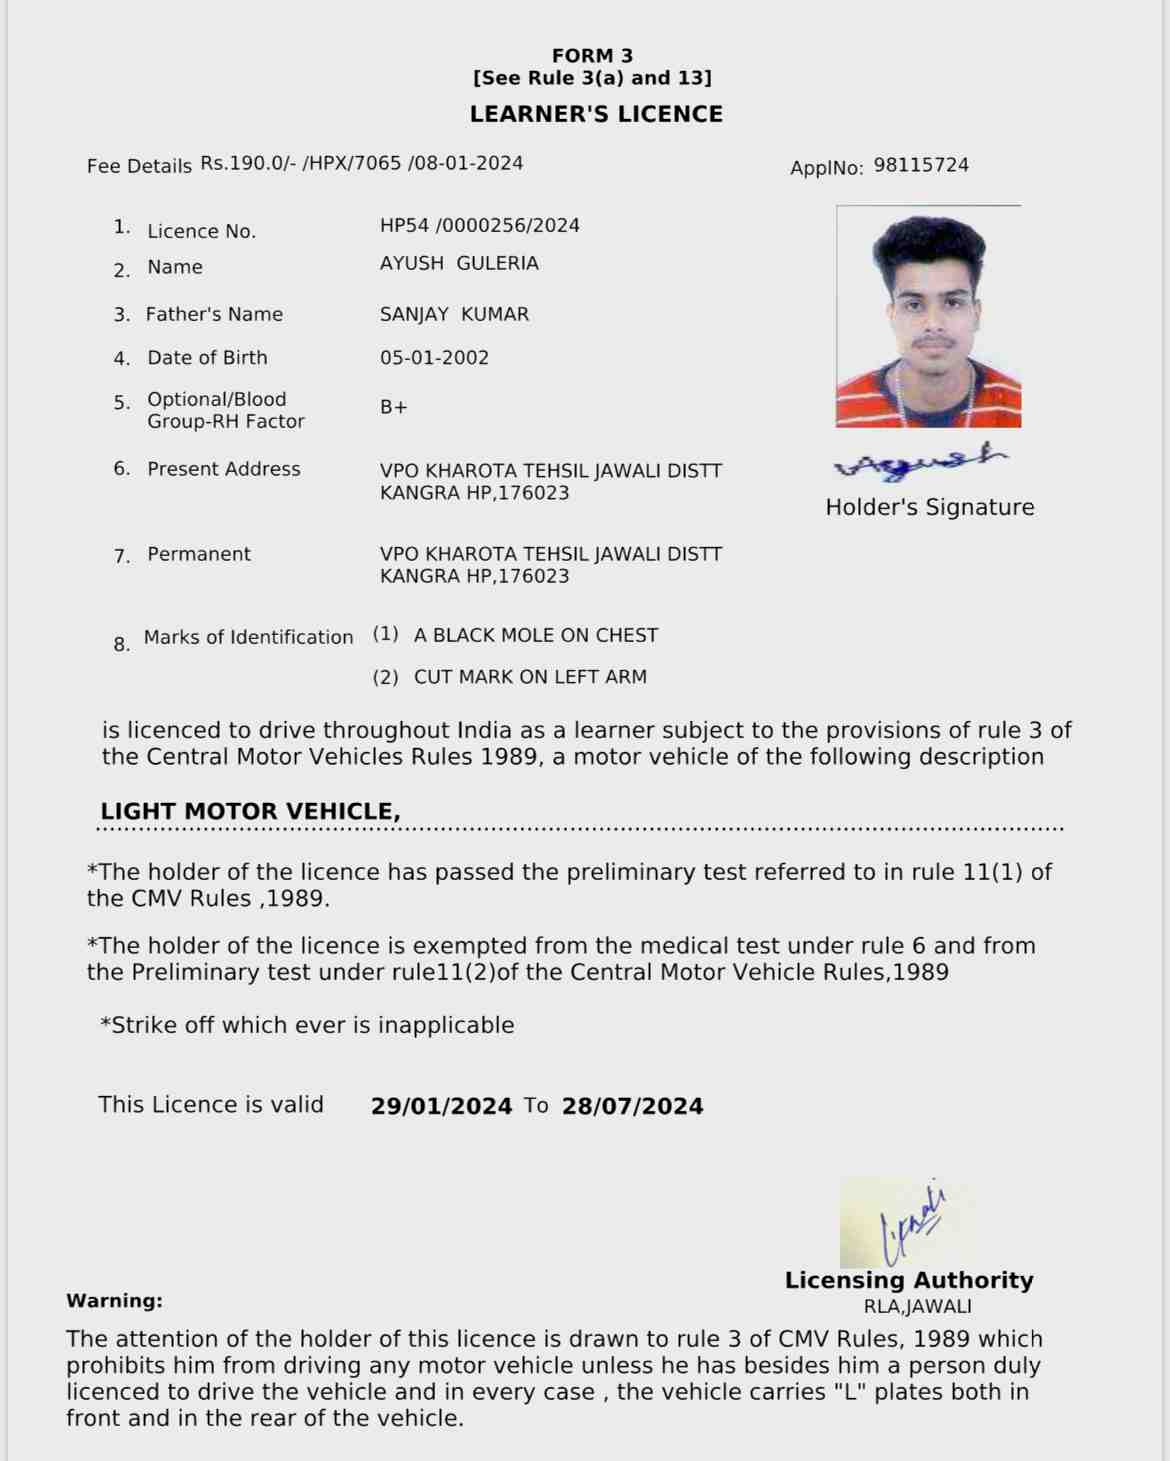 FORM 3
[See Rule 3(a) and 13]
LEARNER'S LICENCE
Fee Details Rs.190.0/- /HPX/7065 /08-01-2024
ApplNo: 98115724
1. Licence No. HP54 /0000256/2024
2. Name AYUSH GULERIA
3. Father's Name SANJAY KUMAR
4. Date of Birth 05-01-2002
5. Optional/Blood
Group-RH Factor B+
6. Present Address VPO KHAROTA TEHSIL JAWALI DISTT
KANGRA HP,176023
Ayush
Holder's Signature
7. Permanent VPO KHAROTA TEHSIL JAWALI DISTT
KANGRA HP,176023
8. Marks of Identification (1) A BLACK MOLE ON CHEST
(2) CUT MARK ON LEFT ARM
is licenced to drive throughout India as a learner subject to the provisions of rule 3 of
the Central Motor Vehicles Rules 1989, a motor vehicle of the following description
LIGHT MOTOR VEHICLE,
*The holder of the licence has passed the preliminary test referred to in rule 11(1) of
the CMV Rules ,1989.
*The holder of the licence is exempted from the medical test under rule 6 and from
the Preliminary test under rule11(2)of the Central Motor Vehicle Rules,1989
*Strike off which ever is inapplicable
This Licence is valid 29/01/2024 To 28/07/2024
Licensing Authority
RLA,JAWALI
Warning:
The attention of the holder of this licence is drawn to rule 3 of CMV Rules, 1989 which
prohibits him from driving any motor vehicle unless he has besides him a person duly
licenced to drive the vehicle and in every case , the vehicle carries "L" plates both in
front and in the rear of the vehicle.